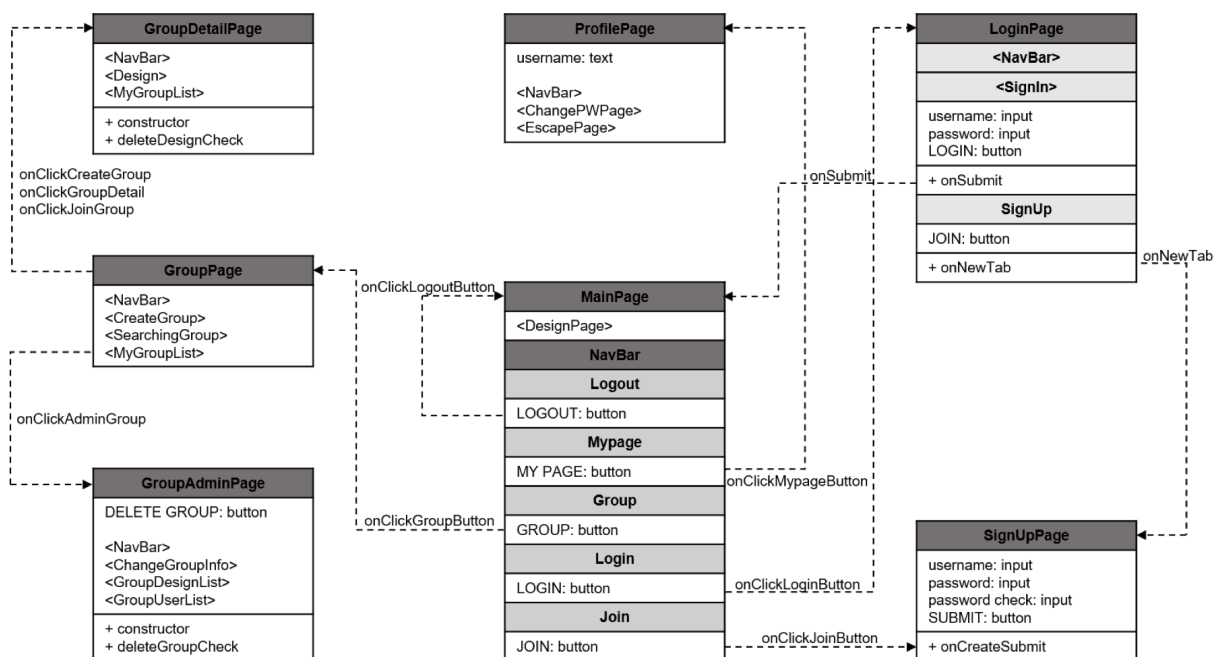 GroupDetailPage
<NavBar>
<Design>
<MyGroupList>
+ constructor
+ deleteDesignCheck
onClickCreateGroup
onClickGroupDetail
onClickJoinGroup
GroupPage
<NavBar>
<CreateGroup>
<SearchingGroup>
<MyGroupList>
onClickAdminGroup
GroupAdminPage
DELETE GROUP: button
<NavBar>
<ChangeGroupInfo>
<GroupDesignList>
<GroupUserList>
+ constructor
+ deleteGroupCheck
ProfilePage
username: text
<NavBar>
<ChangePWPage>
<EscapePage>
onClickLogoutButton
onClickGroupButton
MainPage
<DesignPage>
NavBar
Logout
LOGOUT: button
Mypage
MY PAGE: button
Group
GROUP: button
Login
LOGIN: button
Join
JOIN: button
onSubmit
onClickMypageButton
onClickLoginButton
onClickJoinButton
LoginPage
<NavBar>
<SignIn>
username: input
password: input
LOGIN: button
+ onSubmit
SignUp
JOIN: button
+ onNewTab
onNewTab
SignUpPage
username: input
password: input
password check: input
SUBMIT: button
+ onCreateSubmit